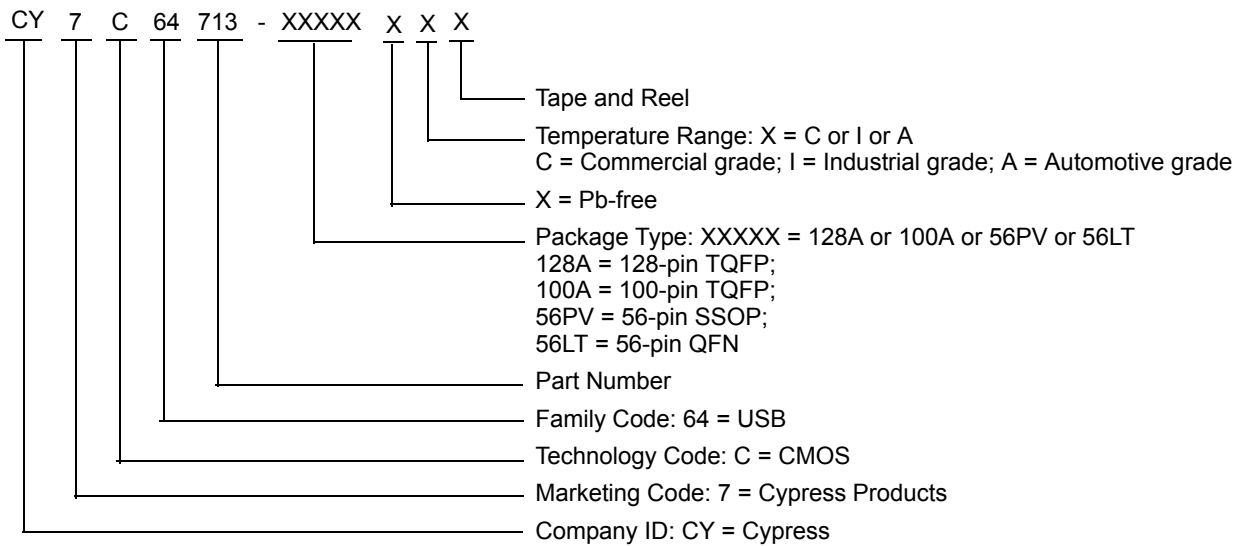 CY 7 C 64 713 - XXXXX X X X
Tape and Reel
Temperature Range: X = C or I or A
C = Commercial grade; I = Industrial grade; A = Automotive grade
X = Pb-free
Package Type: XXXXX = 128A or 100A or 56PV or 56LT
128A = 128-pin TQFP;
100A = 100-pin TQFP;
56PV = 56-pin SSOP;
56LT = 56-pin QFN
Part Number
Family Code: 64 = USB
Technology Code: C = CMOS
Marketing Code: 7 = Cypress Products
Company ID: CY = Cypress